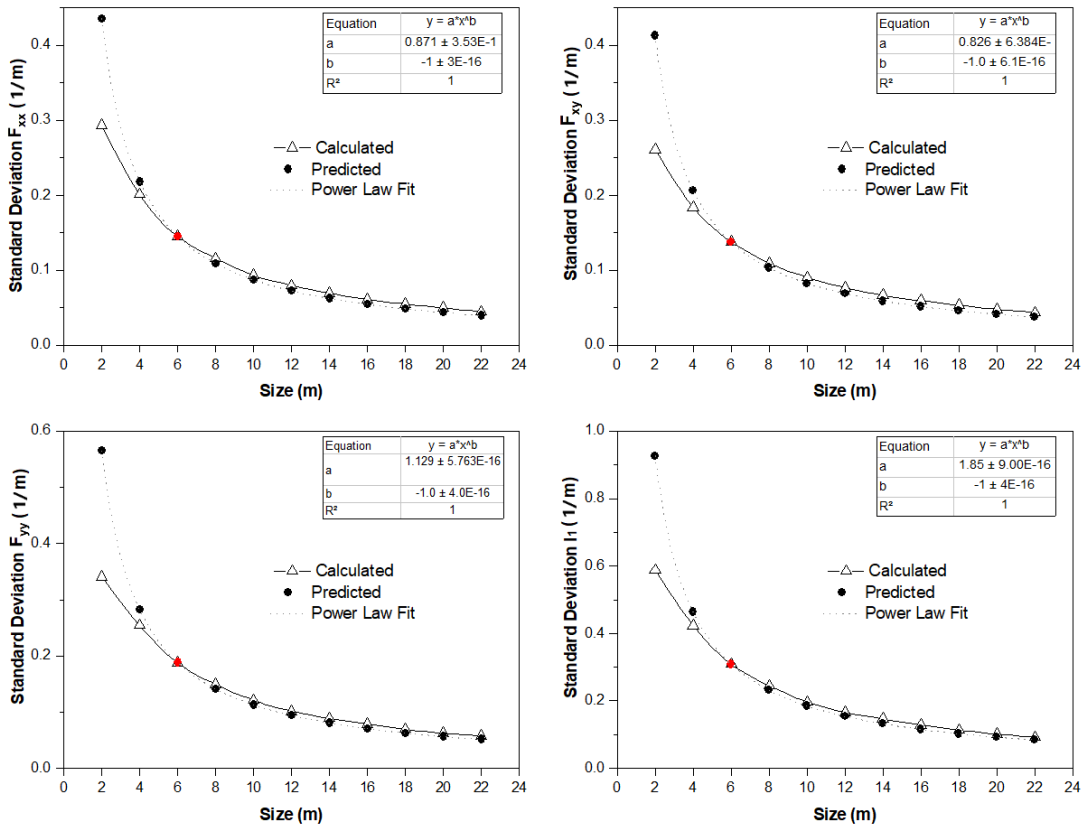 0.4
0.3
0.2
0.1
0.0
Standard Deviation Fxx ( 1/m)
Equation y = a*x^b
a 0.871 ± 3.53E-1
b -1 ± 3E-16
R² 1
Calculated
Predicted
Power Law Fit
0 2 4 6 8 10 12 14 16 18 20 22 24
Size (m)
0.4
0.3
0.2
0.1
0.0
Standard Deviation Fxy ( 1/m)
Equation y = a*x^b
a 0.826 ± 6.384E-
b -1.0 ± 6.1E-16
R² 1
Calculated
Predicted
Power Law Fit
0 2 4 6 8 10 12 14 16 18 20 22 24
Size (m)
0.6
0.4
0.2
0.0
Standard Deviation Fyy ( 1/m)
Equation y = a*x^b
a 1.129 ± 5.763E-16
b -1.0 ± 4.0E-16
R² 1
Calculated
Predicted
Power Law Fit
0 2 4 6 8 10 12 14 16 18 20 22 24
Size (m)
1.0
0.8
0.6
0.4
0.2
0.0
Standard Deviation I1 ( 1/m)
Equation y = a*x^b
a 1.85 ± 9.00E-16
b -1 ± 4E-16
R² 1
Calculated
Predicted
Power Law Fit
0 2 4 6 8 10 12 14 16 18 20 22 24
Size (m)